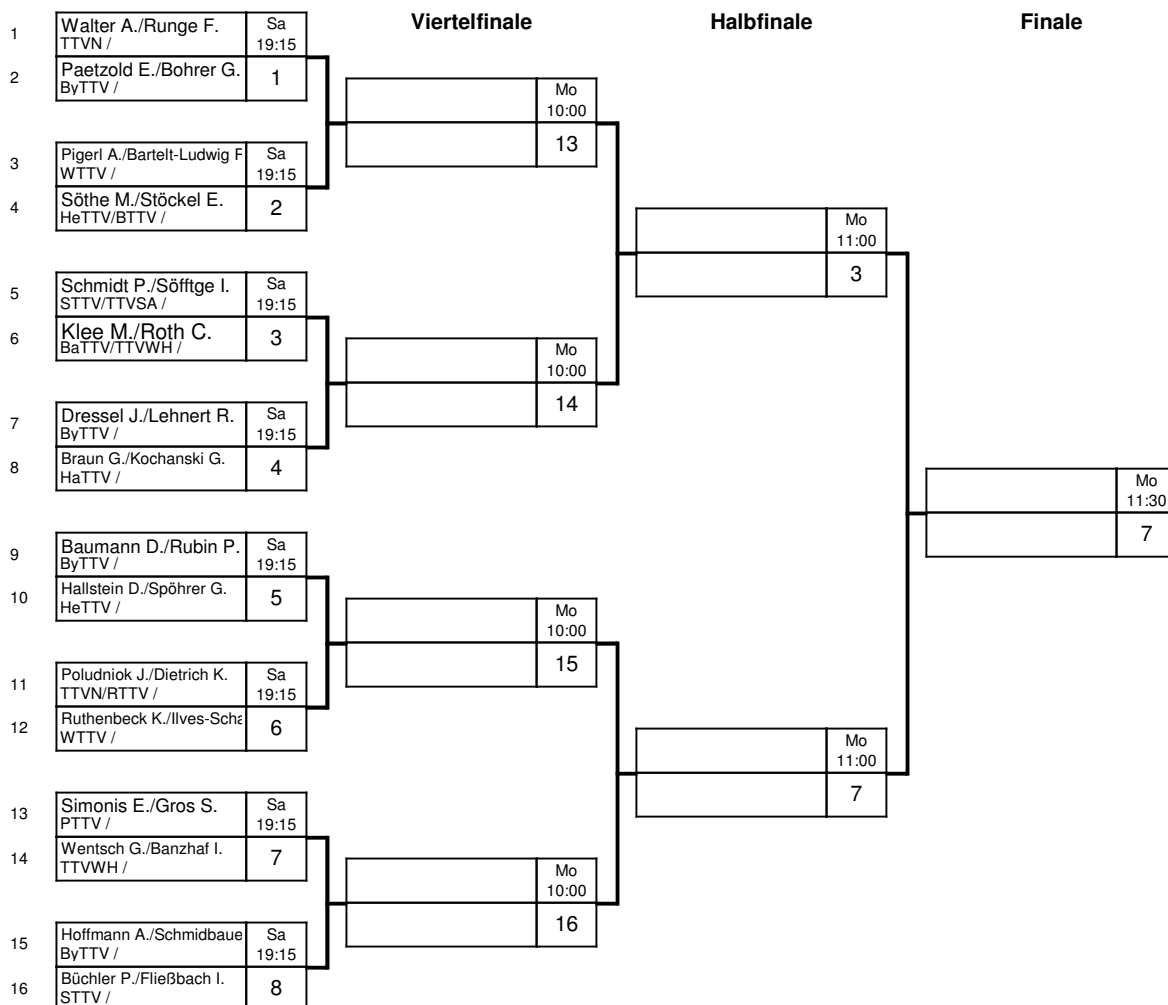 Viertelfinale Halbfinale Finale
1 Walter A./Runge F. Sa
TTVN / 19:15
2 Paetzold E./Bohrer G. 1
ByTTV /
Mo
10:00
13
3 Pigerl A./Bartelt-Ludwig F Sa
WTTV / 19:15
4 Söthe M./Stöckel E. 2
HeTTV/BTTV /
Mo
11:00
3
5 Schmidt P./Söfftge I. Sa
STTV/TTVSA / 19:15
6 Klee M./Roth C. 3
BaTTV/TTVWH /
Mo
10:00
14
7 Dressel J./Lehnert R. Sa
ByTTV / 19:15
8 Braun G./Kochanski G. 4
HaTTV /
Mo
11:30
7
9 Baumann D./Rubin P. Sa
ByTTV / 19:15
10 Hallstein D./Spöhrer G. 5
HeTTV /
Mo
10:00
15
11 Poludniok J./Dietrich K. Sa
TTVN/RTTV / 19:15
12 Ruthenbeck K./Ilves-Scha 6
WTTV /
Mo
11:00
7
13 Simonis E./Gros S. Sa
PTTV / 19:15
14 Wentsch G./Banzhaf I. 7
TTVWH /
Mo
10:00
16
15 Hoffmann A./Schmidbaue Sa
ByTTV / 19:15
16 Büchler P./Fließbach I. 8
STTV /